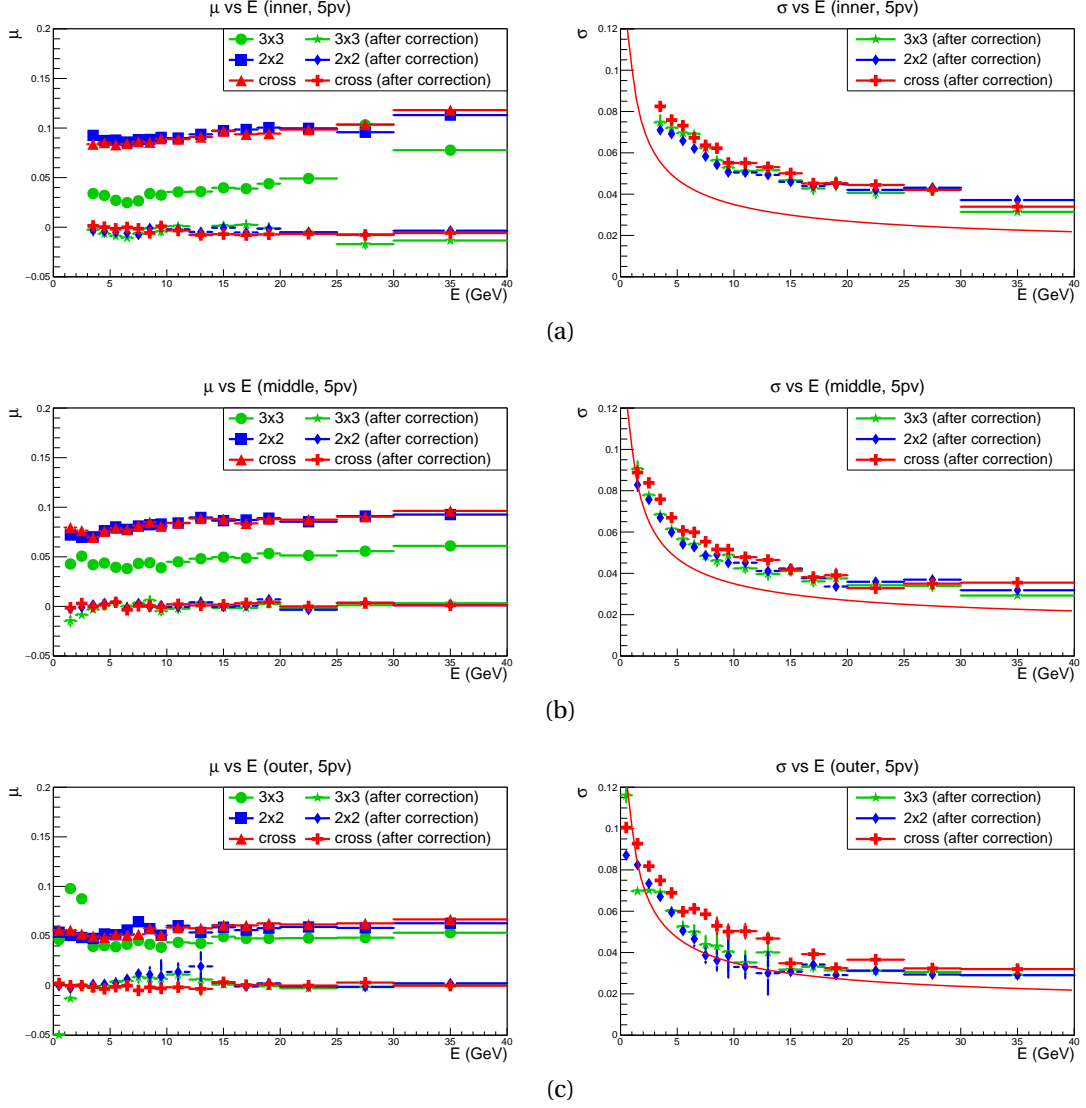 μ vs E (inner, 5pv)
μ
0.2
0.15
0.1
0.05
0
−0.05
0 5 10 15 20 25 30 35 40
E (GeV)
3x3 3x3 (after correction)
2x2 2x2 (after correction)
cross cross (after correction)
σ vs E (inner, 5pv)
σ
0.12
0.1
0.08
0.06
0.04
0.02
0
0 5 10 15 20 25 30 35 40
E (GeV)
3x3 (after correction)
2x2 (after correction)
cross (after correction)
(a)
μ vs E (middle, 5pv)
μ
0.2
0.15
0.1
0.05
0
−0.05
0 5 10 15 20 25 30 35 40
E (GeV)
3x3 3x3 (after correction)
2x2 2x2 (after correction)
cross cross (after correction)
σ vs E (middle, 5pv)
σ
0.12
0.1
0.08
0.06
0.04
0.02
0
0 5 10 15 20 25 30 35 40
E (GeV)
3x3 (after correction)
2x2 (after correction)
cross (after correction)
(b)
μ vs E (outer, 5pv)
μ
0.2
0.15
0.1
0.05
0
−0.05
0 5 10 15 20 25 30 35 40
E (GeV)
3x3 3x3 (after correction)
2x2 2x2 (after correction)
cross cross (after correction)
σ vs E (outer, 5pv)
σ
0.12
0.1
0.08
0.06
0.04
0.02
0
0 5 10 15 20 25 30 35 40
E (GeV)
3x3 (after correction)
2x2 (after correction)
cross (after correction)
(c)